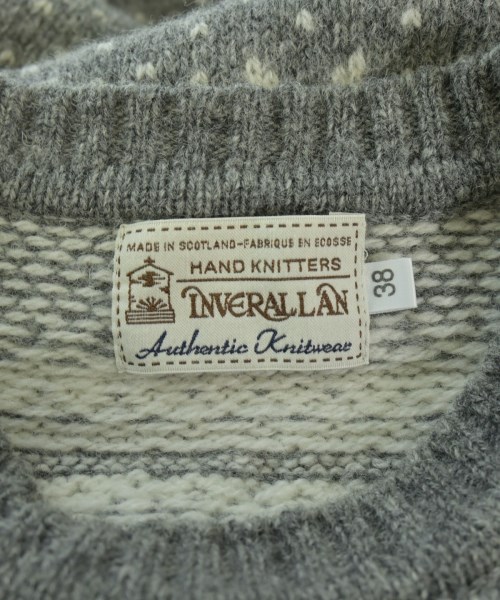 MADE IN SCOTLAND-FABRIQUE EN ECOSSE
HAND KNITTERS
INVERALLAN
Authentic Knitwear
38